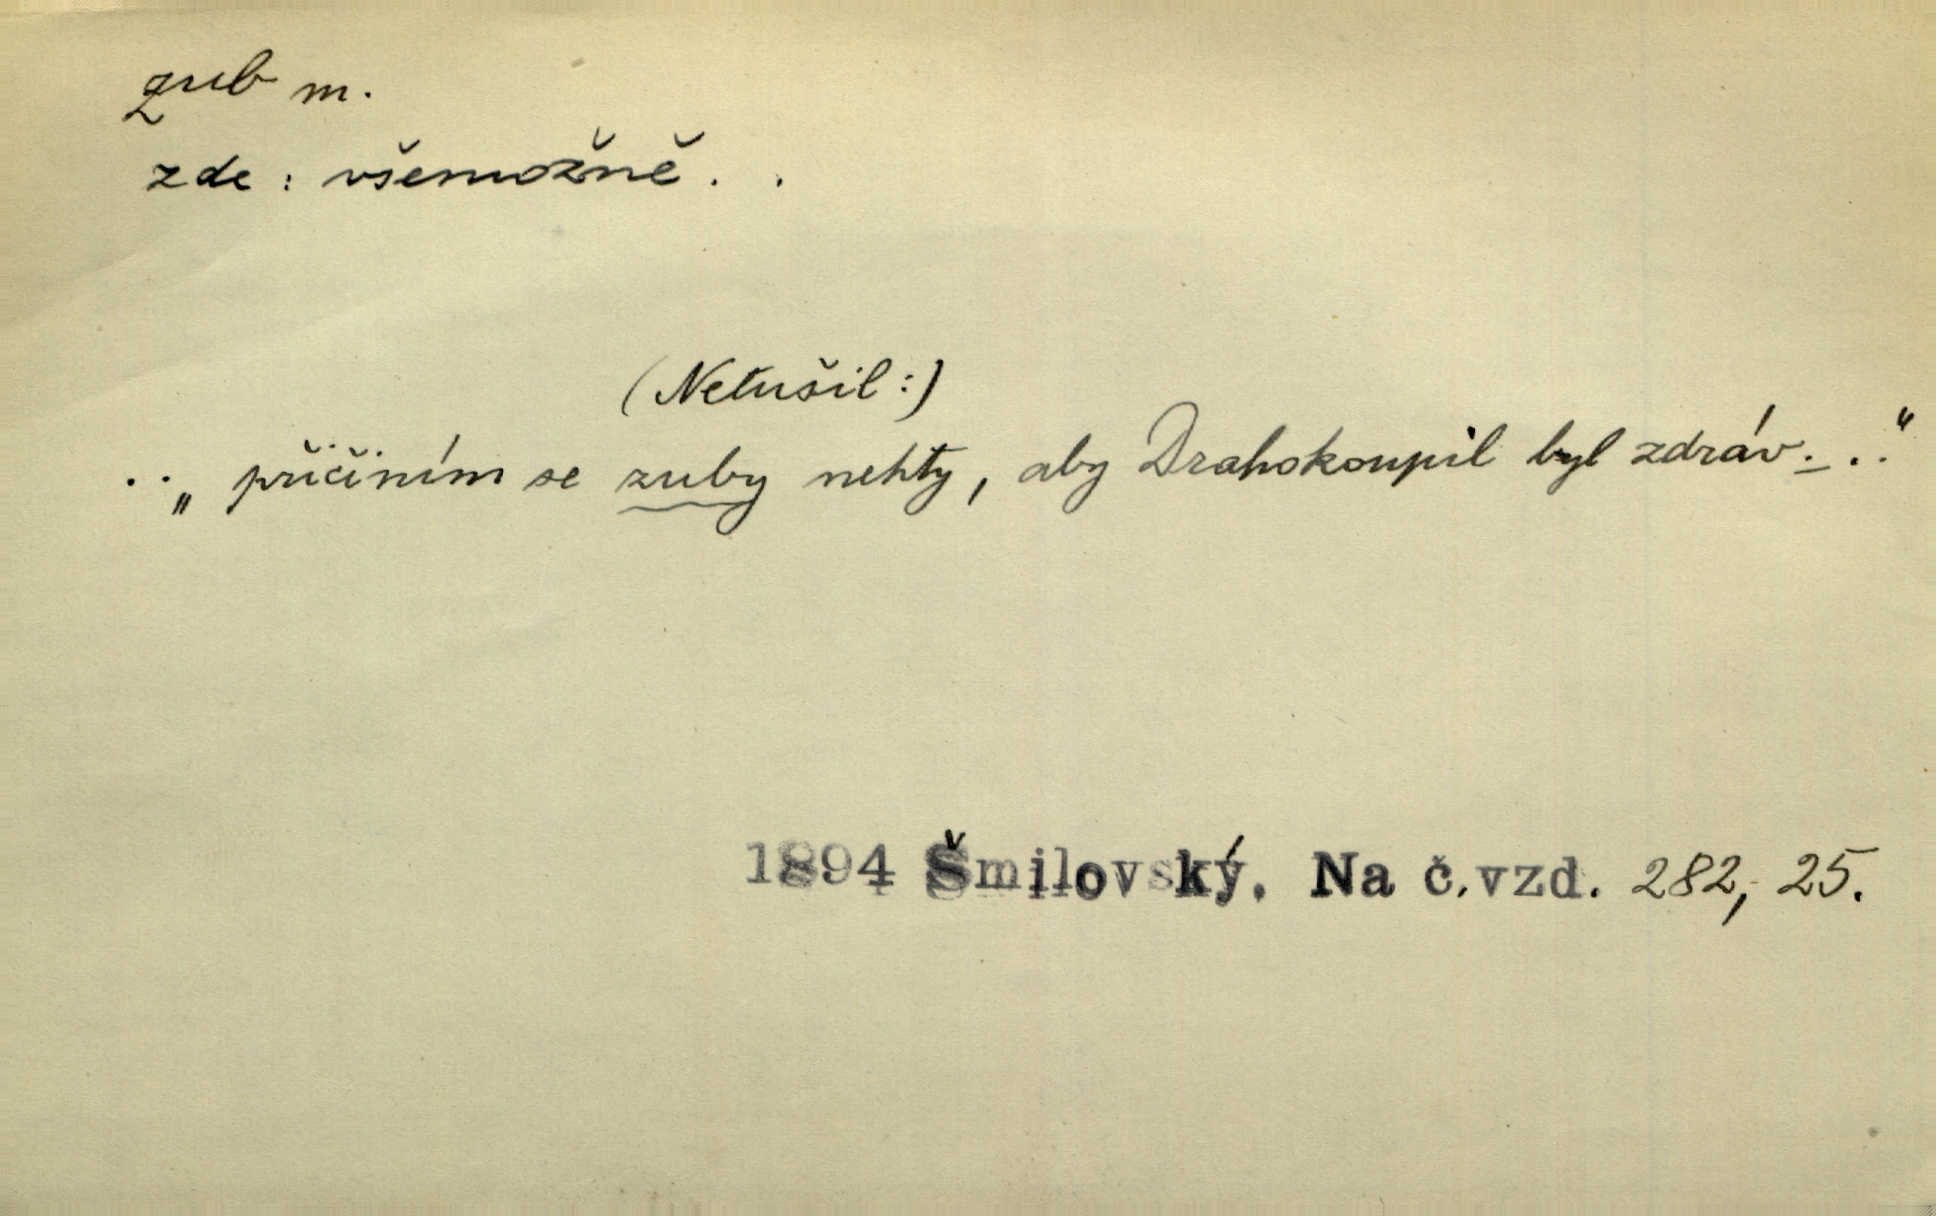 zub m.
zde : všemožně . .
(Netušil :)
. . „ přičiním se zuby nehty, aby Drahokoupil byl zdráv. – . .“
1894 Šmilovský. Na č.vzd. 282, 25.